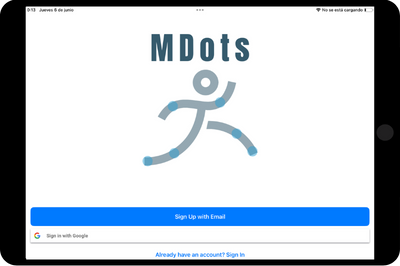 9:13 Jueves 6 de junio
No se está cargando
MDots
Sign Up with Email
Sign in with Google
Already have an account? Sign In